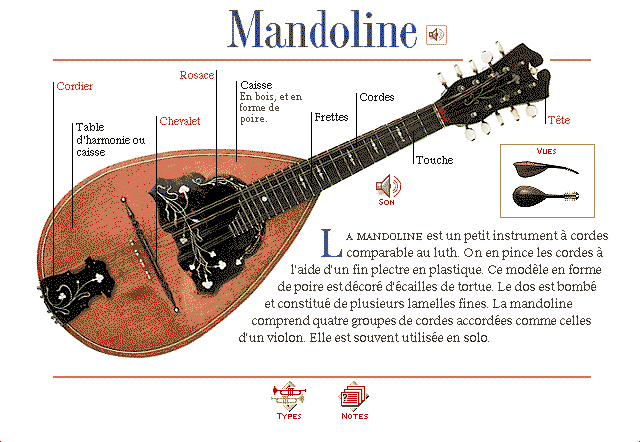 Mandoline
Cordier
Rosace
Caisse
En bois, et en
forme de
poire.
Cordes
Frettes
Chevalet
Table
d'harmonie ou
caisse
Tête
Touche
VUES
SON
LA MANDOLINE est un petit instrument à cordes
comparable au luth. On en pince les cordes à
l'aide d'un fin plectre en plastique. Ce modèle en forme
de poire est décoré d'écailles de tortue. Le dos est bombé
et constitué de plusieurs lamelles fines. La mandoline
comprend quatre groupes de cordes accordées comme celles
d'un violon. Elle est souvent utilisée en solo.
TYPES
NOTES